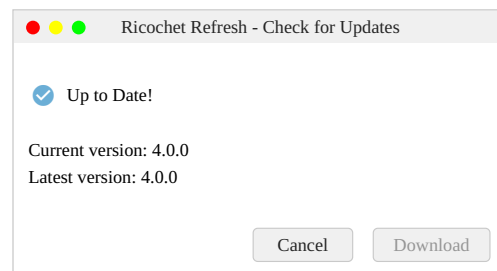 Ricochet Refresh - Check for Updates
Up to Date!
Current version: 4.0.0
Latest version: 4.0.0
Cancel Download